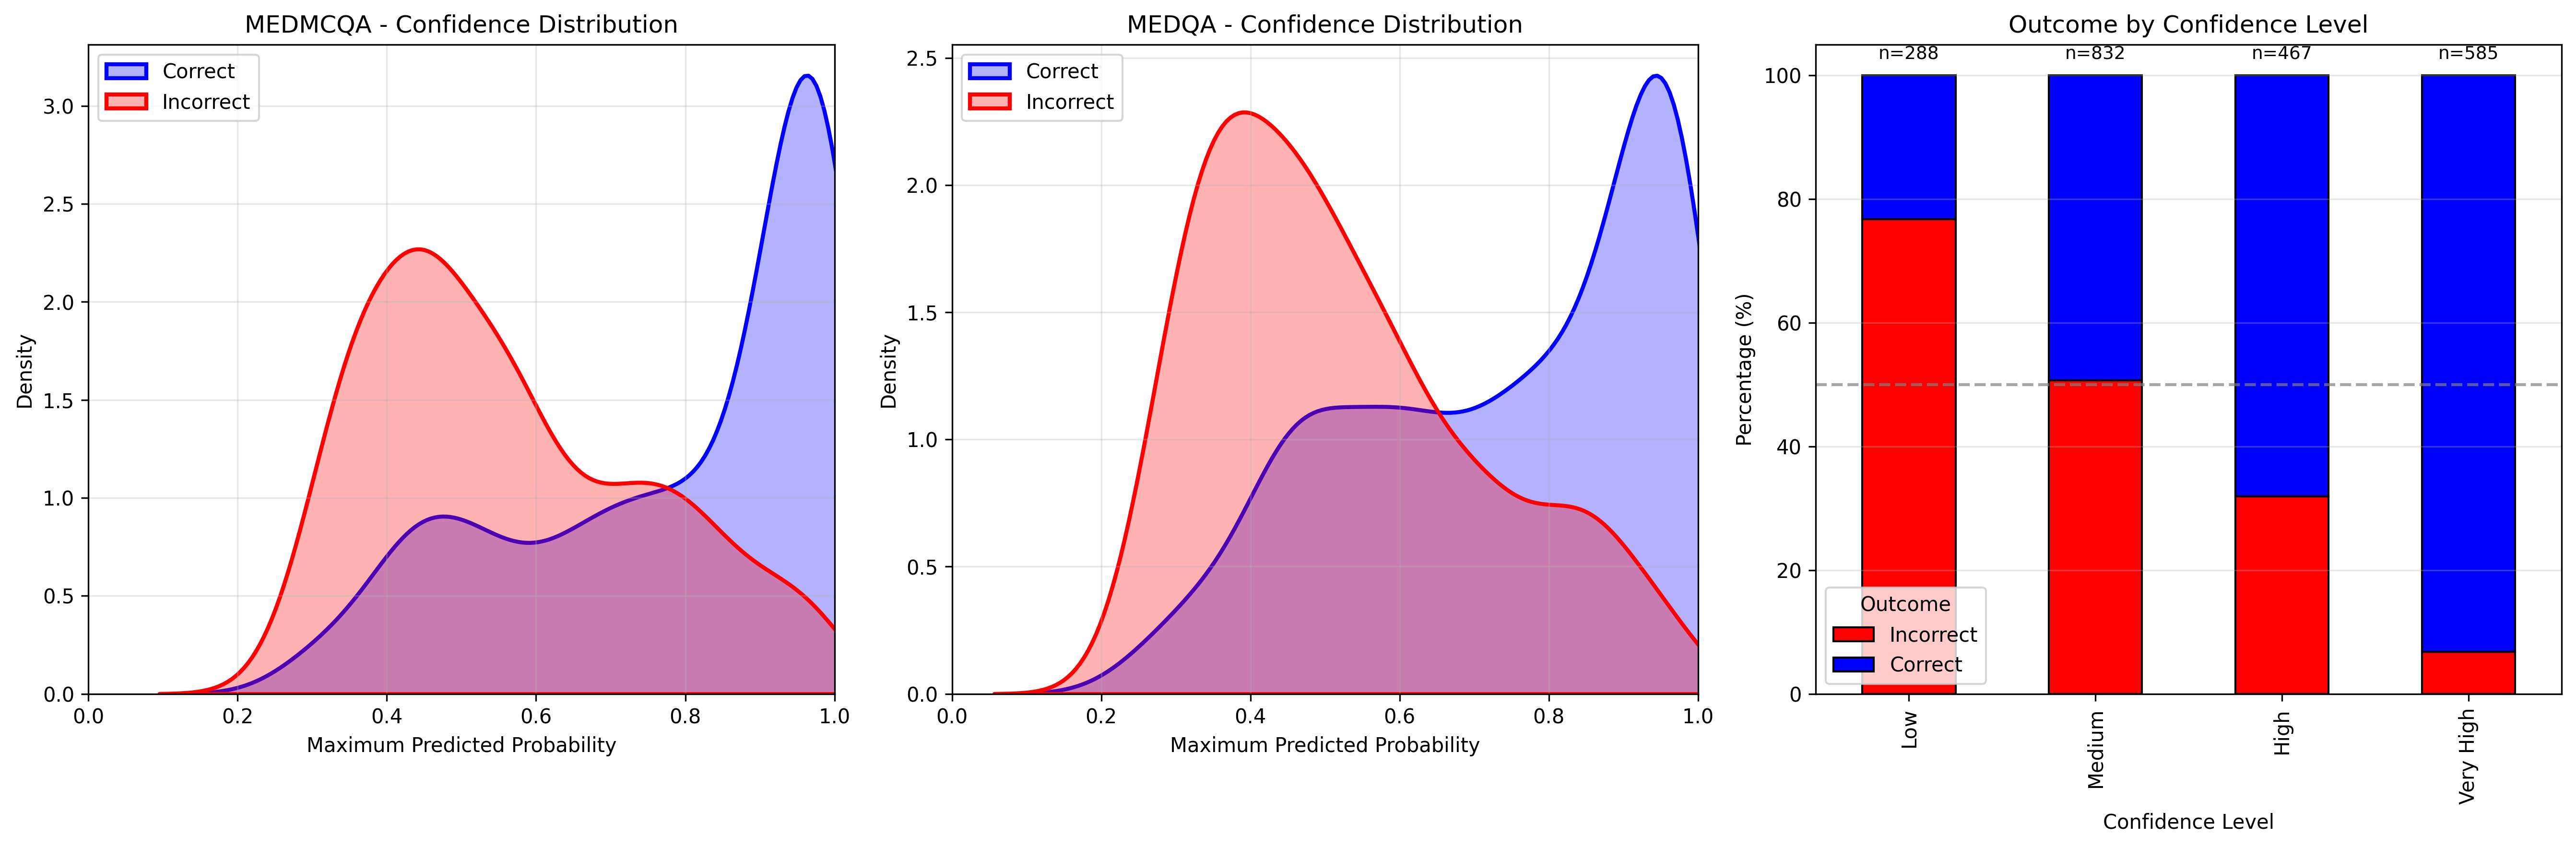 MEDMCQA - Confidence Distribution
Correct
Incorrect
3.0
2.5
2.0
1.5
1.0
0.5
0.0
Density
0.0 0.2 0.4 0.6 0.8 1.0
Maximum Predicted Probability
MEDQA - Confidence Distribution
Correct
Incorrect
2.5
2.0
1.5
1.0
0.5
0.0
Density
0.0 0.2 0.4 0.6 0.8 1.0
Maximum Predicted Probability
Outcome by Confidence Level
n=288 n=832 n=467 n=585
100
80
60
40
20
0
Percentage (%)
Outcome
Incorrect
Correct
Low Medium High Very High
Confidence Level